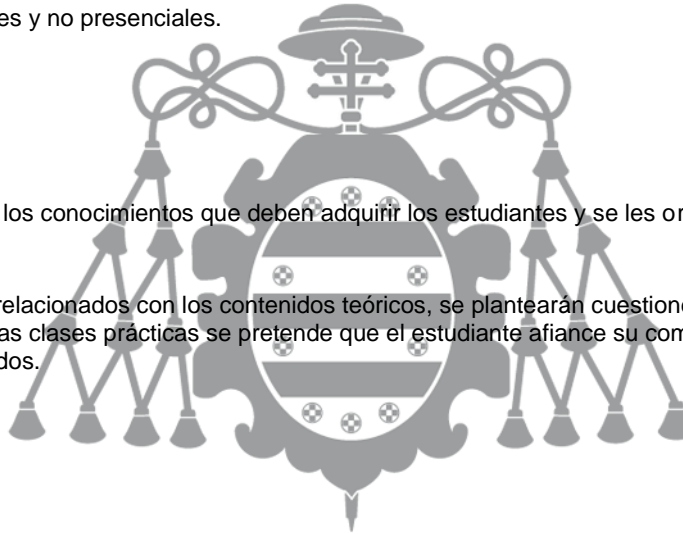 es y no presenciales.
los conocimientos que deben adquirir los estudiantes y se les or
relacionados con los contenidos teóricos, se plantearán cuestion
as clases prácticas se pretende que el estudiante afiance su com
dos.